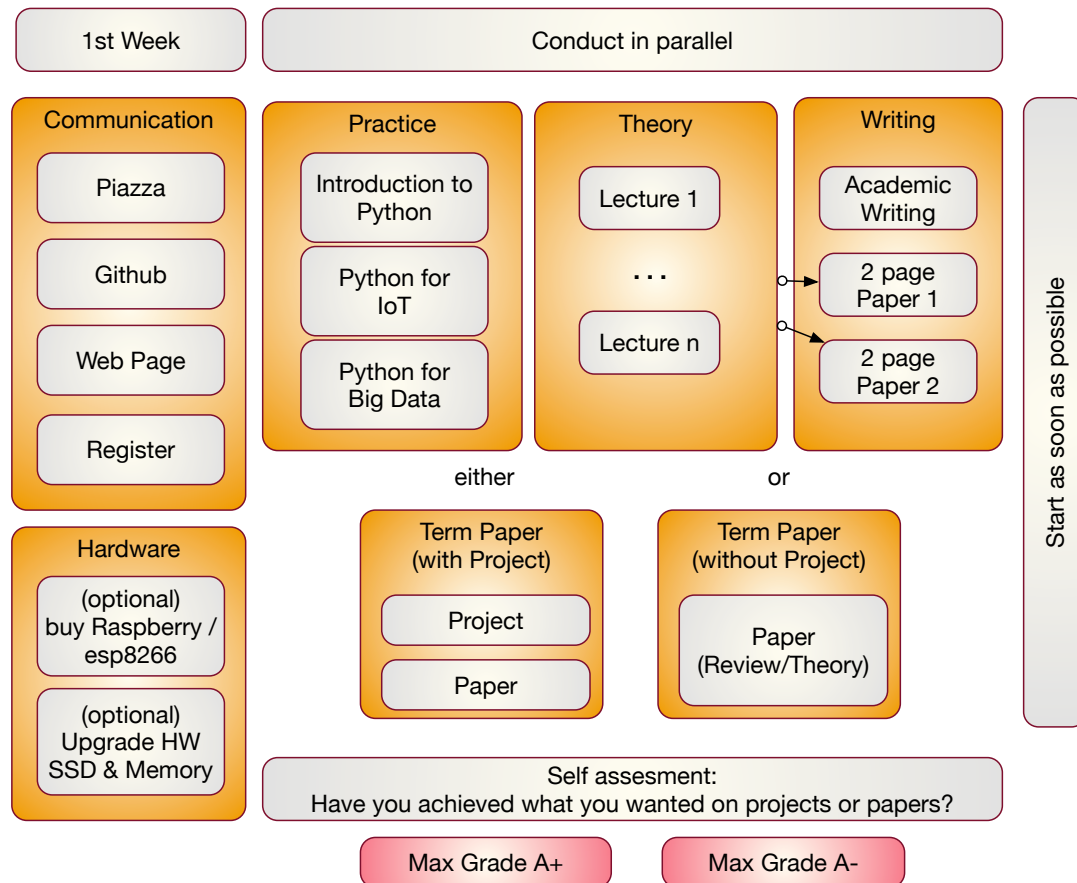 1st Week
Conduct in parallel
Communication
Piazza
Github
Web Page
Register
Hardware
(optional)
buy Raspberry /
esp8266
(optional)
Upgrade HW
SSD & Memory
Practice
Introduction to
Python
Python for
IoT
Python for
Big Data
Theory
Lecture 1
...
Lecture n
Writing
Academic
Writing
2 page
Paper 1
2 page
Paper 2
either
or
Term Paper
(with Project)
Project
Paper
Term Paper
(without Project)
Paper
(Review/Theory)
Start as soon as possible
Self assesment:
Have you achieved what you wanted on projects or papers?
Max Grade A+
Max Grade A-